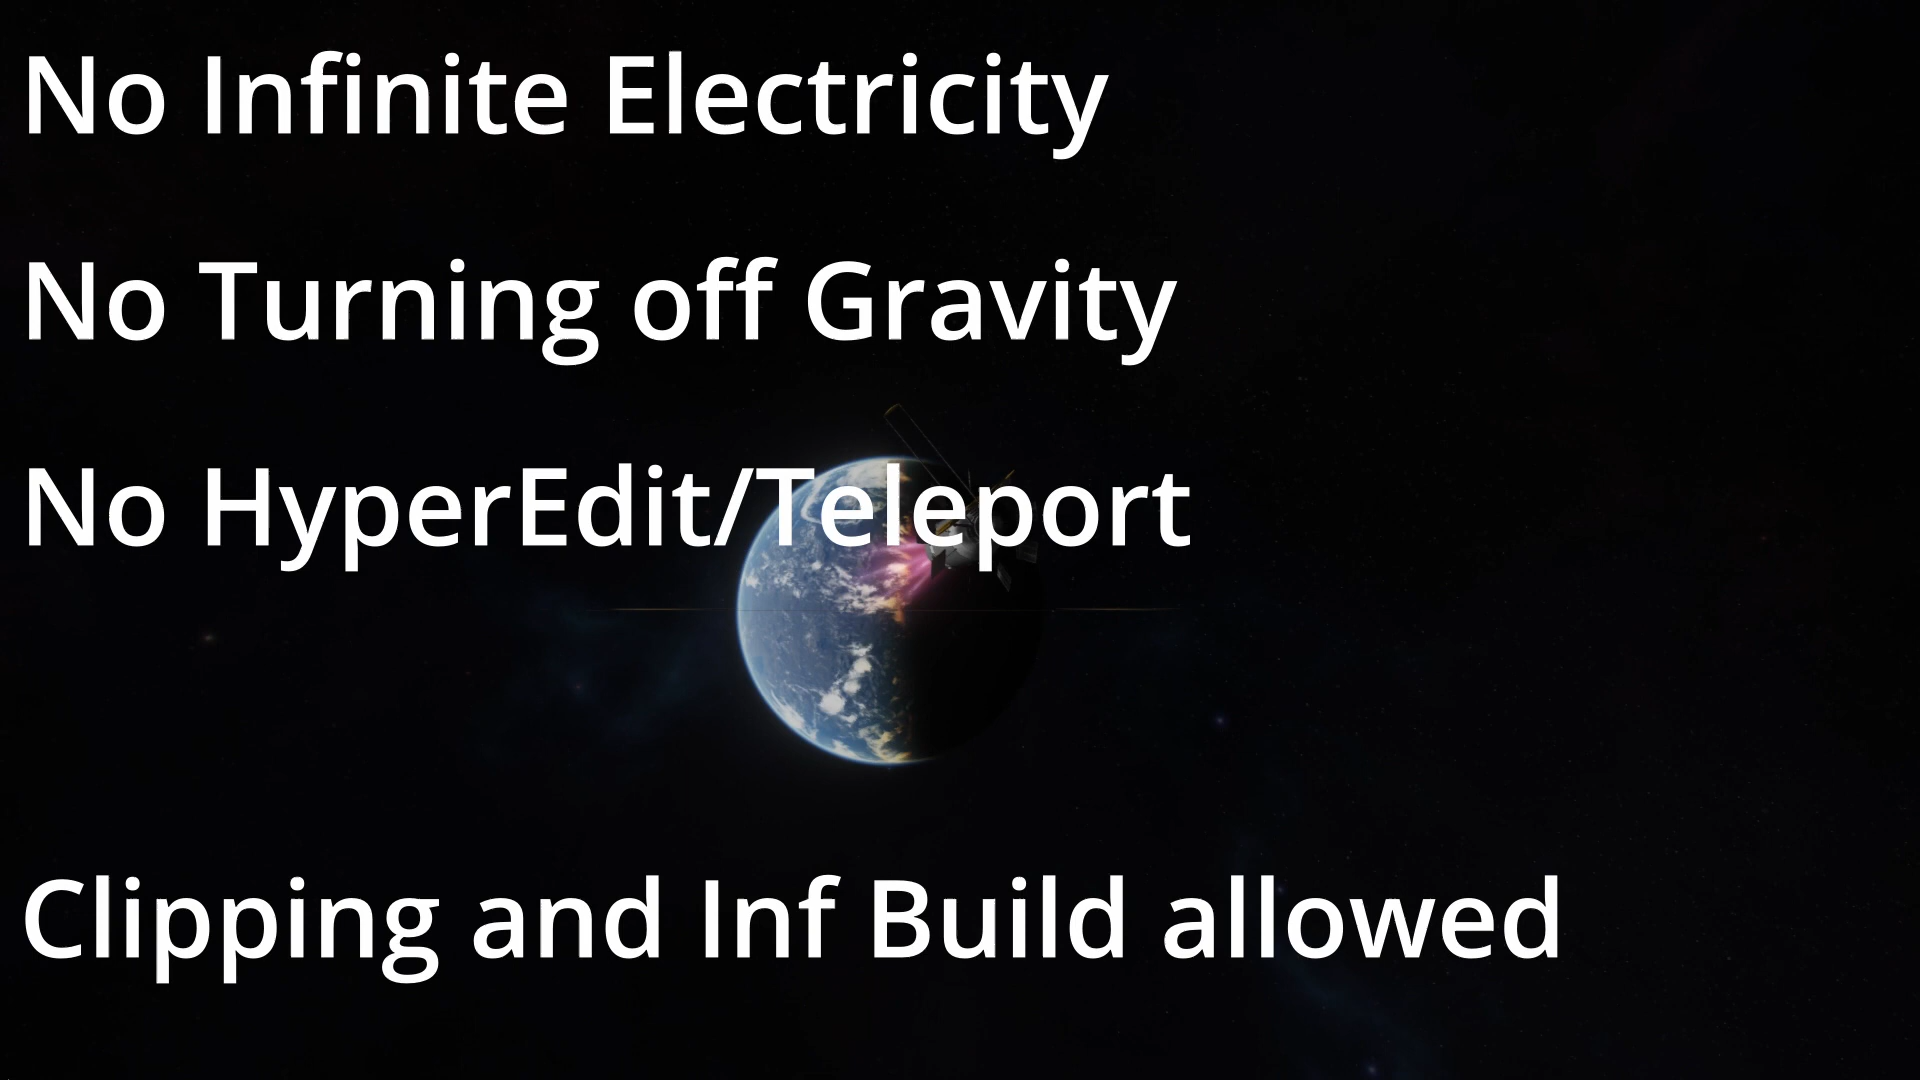 No Infinite Electricity
No Turning off Gravity
No HyperEdit/Teleport
Clipping and Inf Build allowed